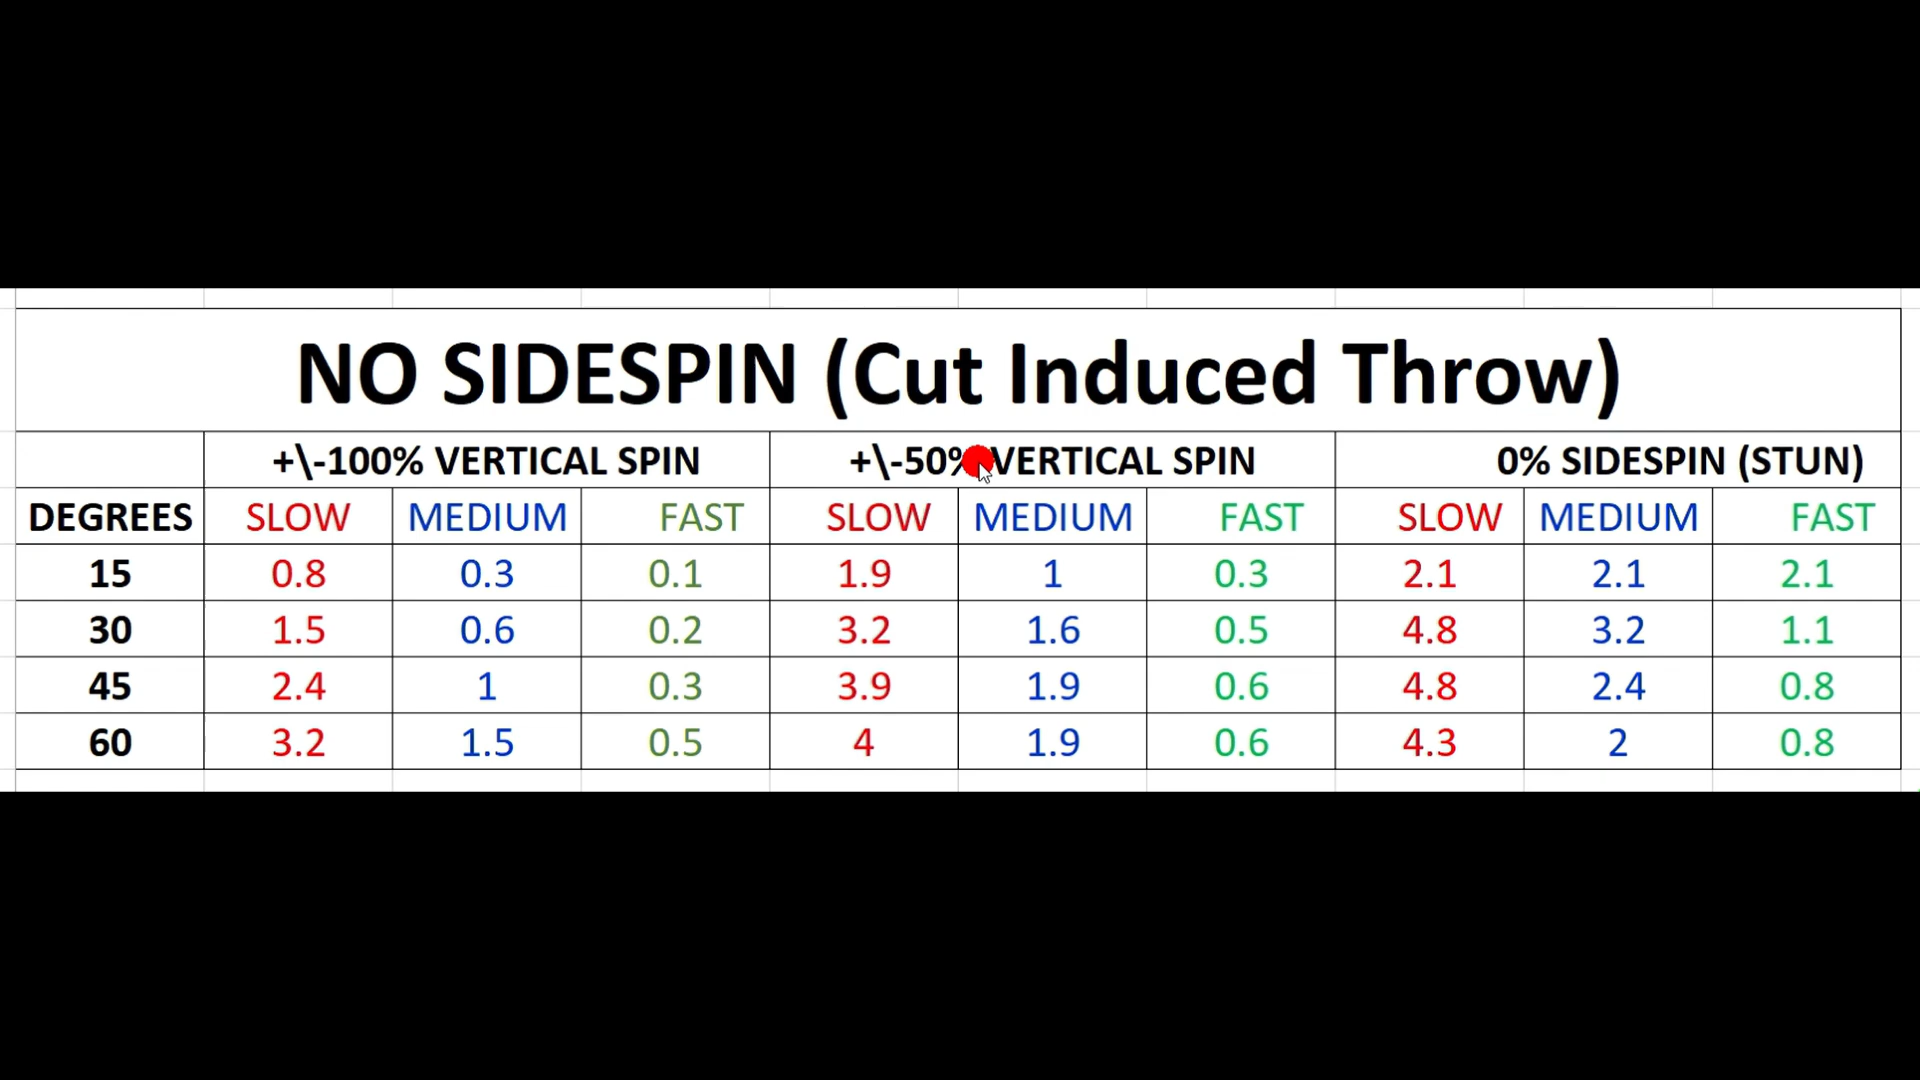 NO SIDESPIN (Cut Induced Throw)
+\-100% VERTICAL SPIN +\-50% VERTICAL SPIN 0% SIDESPIN (STUN)
DEGREES SLOW MEDIUM FAST SLOW MEDIUM FAST SLOW MEDIUM FAST
15 0.8 0.3 0.1 1.9 1 0.3 2.1 2.1 2.1
30 1.5 0.6 0.2 3.2 1.6 0.5 4.8 3.2 1.1
45 2.4 1 0.3 3.9 1.9 0.6 4.8 2.4 0.8
60 3.2 1.5 0.5 4 1.9 0.6 4.3 2 0.8